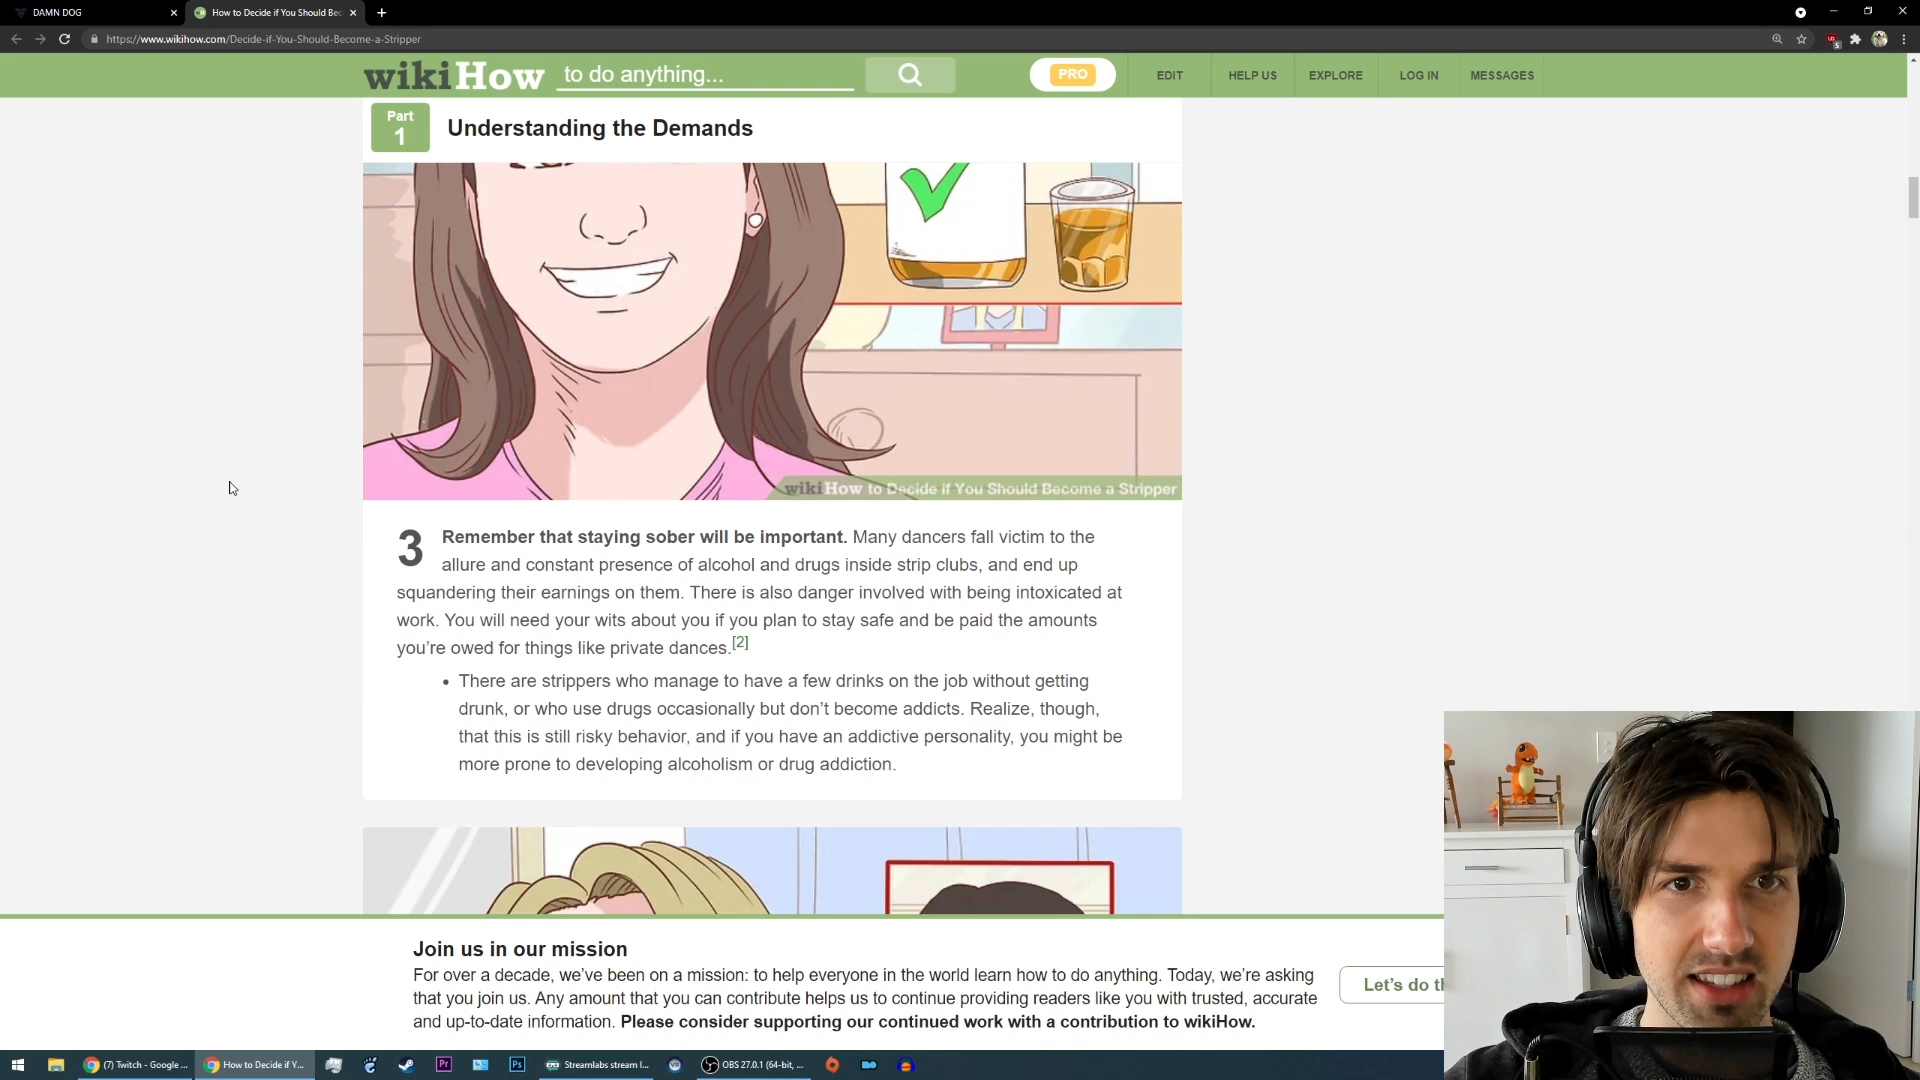 DAMN DOG
How to Decide if You Should Bec
https://www.wikihow.com/Decide-if-You-Should-Become-a-Stripper
5
wikiHow to do anything...
PRO
EDIT
HELP US
EXPLORE
LOG IN
MESSAGES
Part
1
Understanding the Demands
wikiHow to Decide if You Should Become a Stripper
3 Remember that staying sober will be important. Many dancers fall victim to the
allure and constant presence of alcohol and drugs inside strip clubs, and end up
squandering their earnings on them. There is also danger involved with being intoxicated at
work. You will need your wits about you if you plan to stay safe and be paid the amounts
you're owed for things like private dances.[2]
• There are strippers who manage to have a few drinks on the job without getting
drunk, or who use drugs occasionally but don't become addicts. Realize, though,
that this is still risky behavior, and if you have an addictive personality, you might be
more prone to developing alcoholism or drug addiction.
Join us in our mission
For over a decade, we've been on a mission: to help everyone in the world learn how to do anything. Today, we're asking
that you join us. Any amount that you can contribute helps us to continue providing readers like you with trusted, accurate
and up-to-date information. Please consider supporting our continued work with a contribution to wikiHow.
Let's do t
(7) Twitch - Google ...
How to Decide if Y...
Pr
Ps
Streamlabs stream l...
OBS 27.0.1 (64-bit, ...